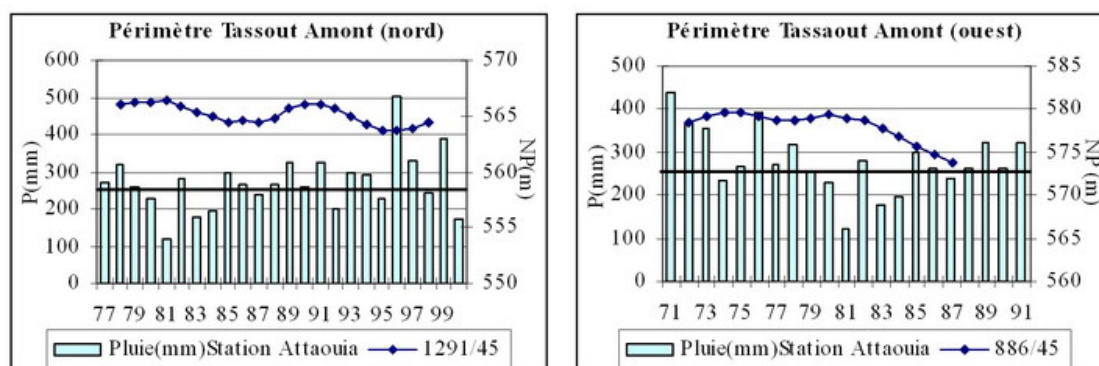 Périmètre Tassout Amont (nord)
600
500
400
300
200
100
0
P(mm)
570
565
560
555
550
NP(m)
77 79 81 83 85 87 89 91 93 95 97 99
Pluie(mm)Station Attaouia 1291/45
Périmètre Tassaout Amont (ouest)
500
400
300
200
100
0
P(mm)
585
580
575
570
565
560
NP(m)
71 73 75 77 79 81 83 85 87 89 91
Pluie(mm)Station Attaouia 886/45